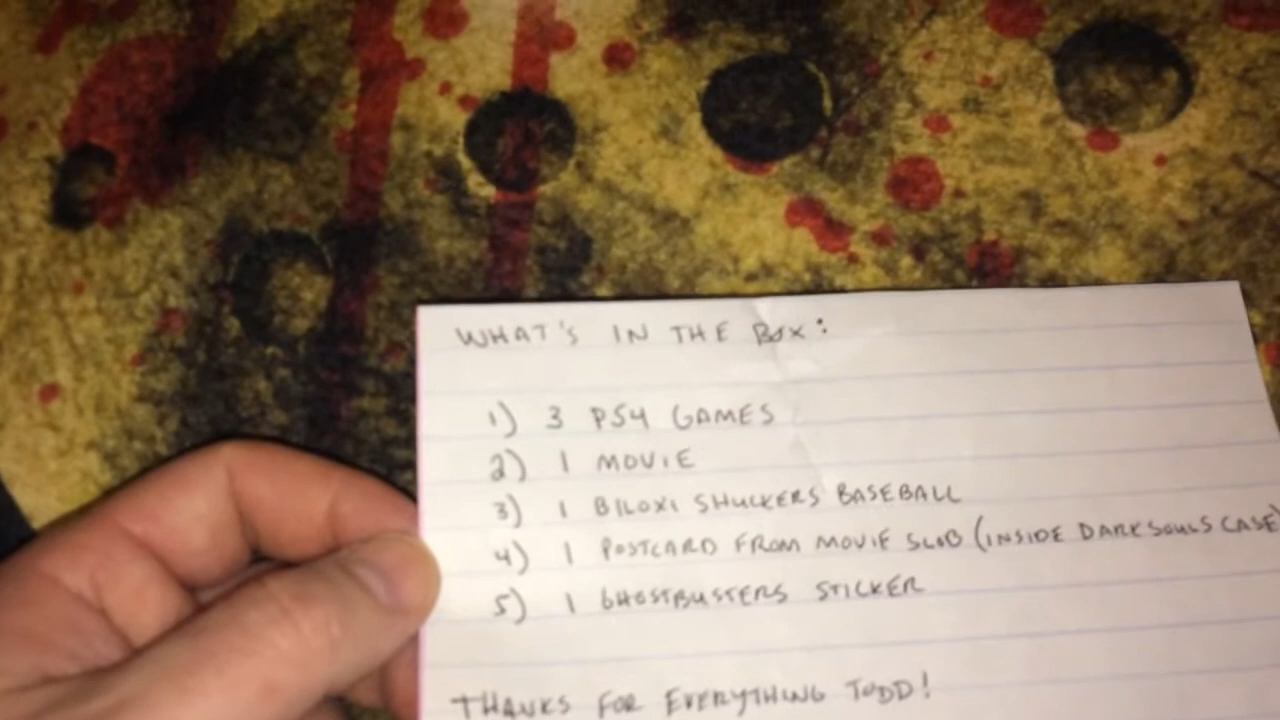 WHAT'S IN THE BOX:
1) 3 PS4 GAMES
2) 1 MOVIE
3) 1 BILOXI SHUCKERS BASEBALL
4) 1 POSTCARD FROM MOVIE SLOB (INSIDE DARKSOULS CASE)
5) 1 GHOSTBUSTERS STICKER
THANKS FOR EVERYTHING TODD!